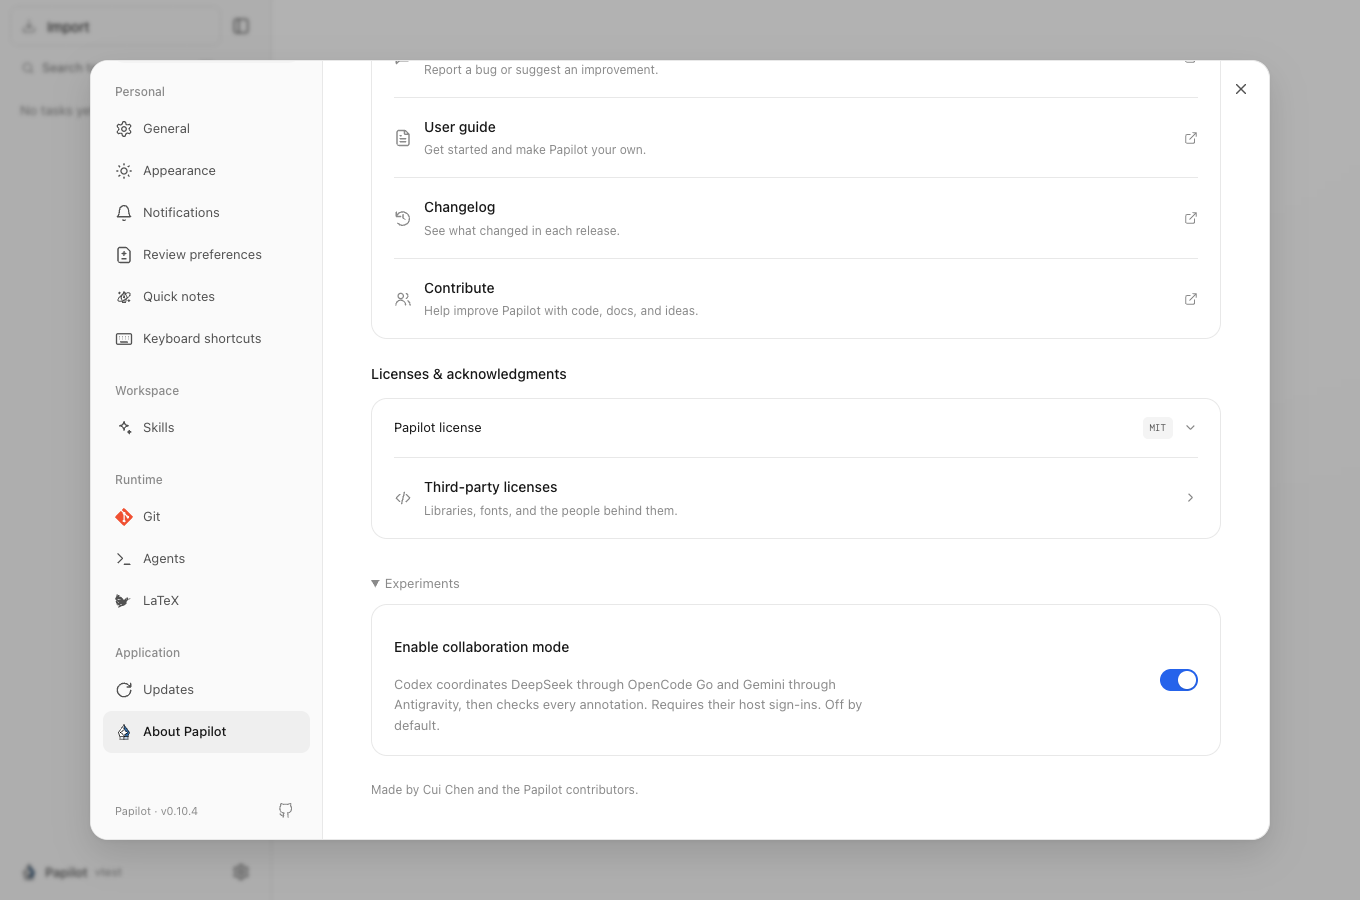 Import
Search
No tasks ye
Personal
General
Appearance
Notifications
Review preferences
Quick notes
Keyboard shortcuts
Workspace
Skills
Runtime
Git
Agents
LaTeX
Application
Updates
About Papilot
Papilot · v0.10.4
Report a bug or suggest an improvement.
User guide
Get started and make Papilot your own.
Changelog
See what changed in each release.
Contribute
Help improve Papilot with code, docs, and ideas.
Licenses & acknowledgments
Papilot license
MIT
Third-party licenses
Libraries, fonts, and the people behind them.
Experiments
Enable collaboration mode
Codex coordinates DeepSeek through OpenCode Go and Gemini through
Antigravity, then checks every annotation. Requires their host sign-ins. Off by
default.
Made by Cui Chen and the Papilot contributors.
Papilot